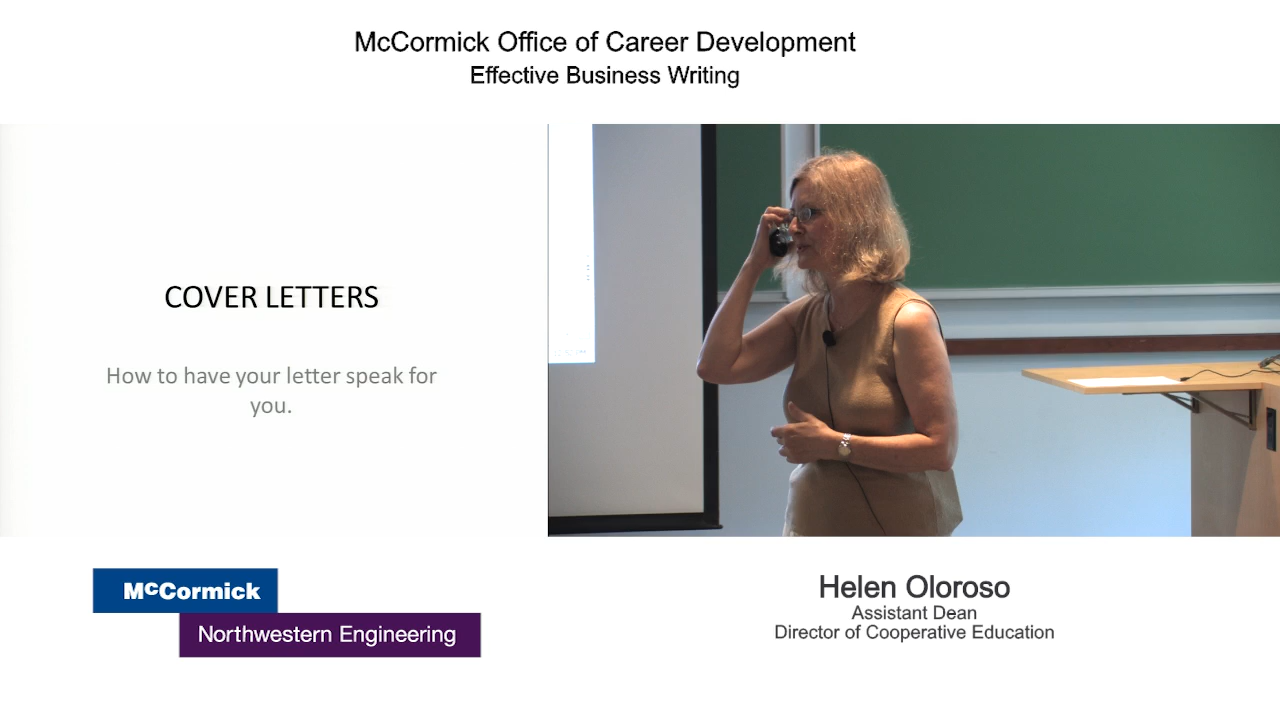 McCormick Office of Career Development
Effective Business Writing
COVER LETTERS
How to have your letter speak for
you.
McCormick
Northwestern Engineering
Helen Oloroso
Assistant Dean
Director of Cooperative Education